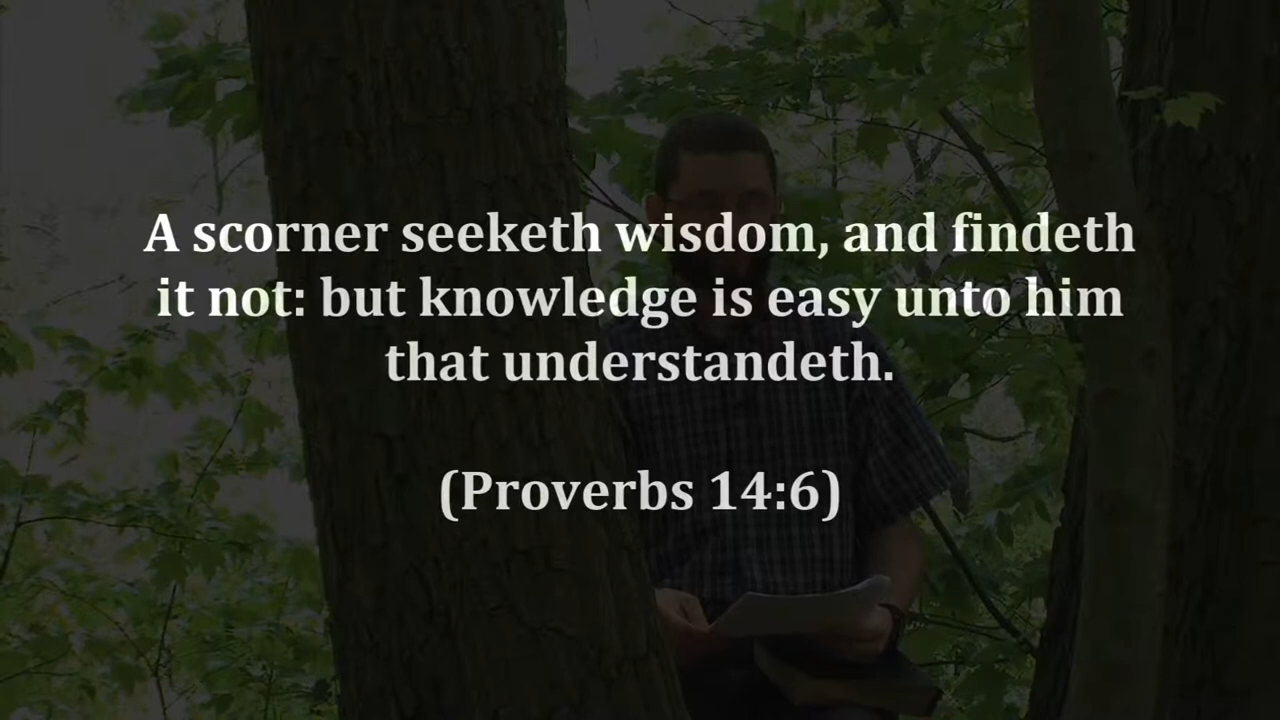 A scorner seeketh wisdom, and findeth
it not: but knowledge is easy unto him
that understandeth.
(Proverbs 14:6)